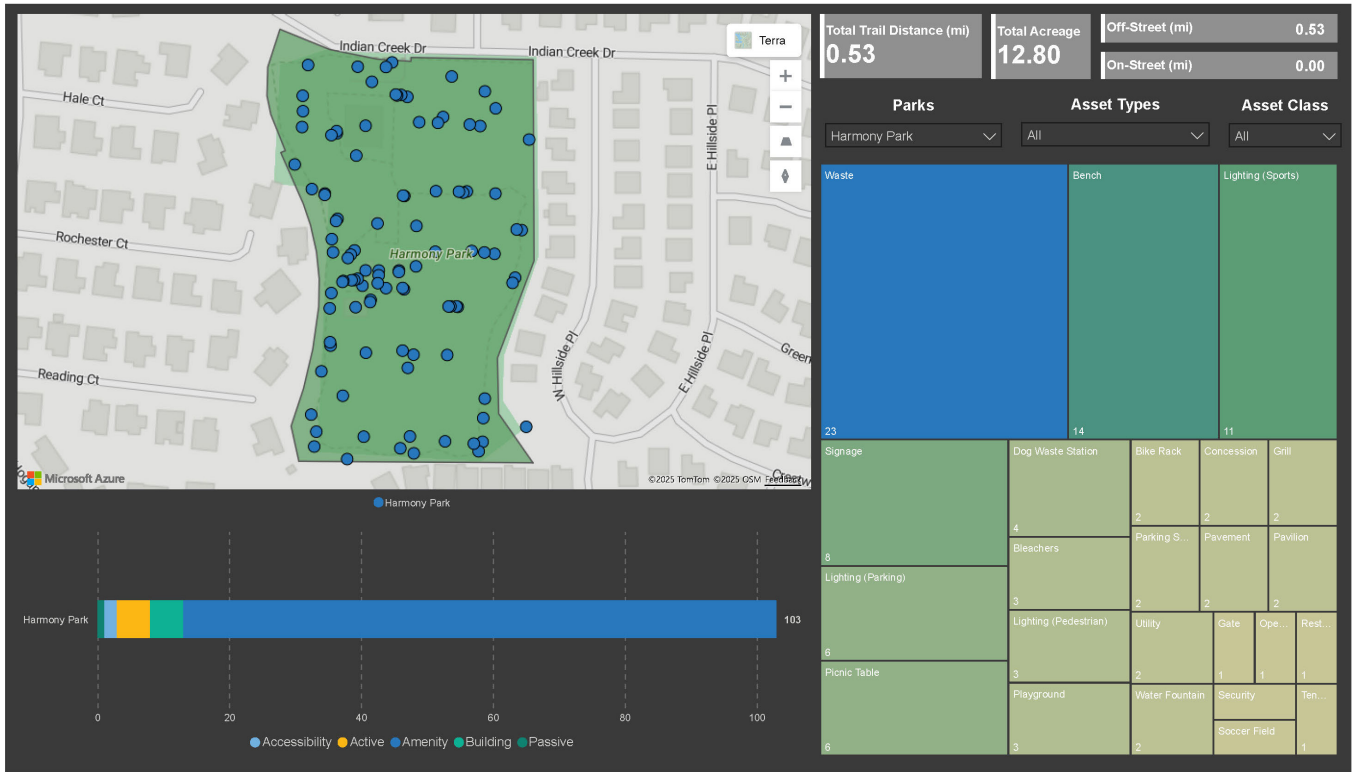 Indian Creek Dr
Indian Creek Dr
Terra
Hale Ct
E Hillside Pl
Rochester Ct
Harmony Park
Reading Ct
W Hillside Pl
E Hillside Pl
Green
Microsoft Azure
©2025 TomTom ©2025 OSM Feedback
Harmony Park
Harmony Park
103
0
20
40
60
80
100
Accessibility Active Amenity Building Passive
Total Trail Distance (mi)
0.53
Total Acreage
12.80
Off-Street (mi) 0.53
On-Street (mi) 0.00
Parks
Asset Types
Asset Class
Harmony Park
All
All
Waste
23
Bench
14
Lighting (Sports)
11
Signage
8
Lighting (Parking)
6
Picnic Table
6
Dog Waste Station
4
Bleachers
3
Lighting (Pedestrian)
3
Playground
3
Bike Rack
2
Concession
2
Grill
2
Parking S...
2
Pavement
2
Pavilion
2
Utility
2
Water Fountain
2
Gate
1
Ope...
1
Rest...
1
Security
Soccer Field
Ten...
1